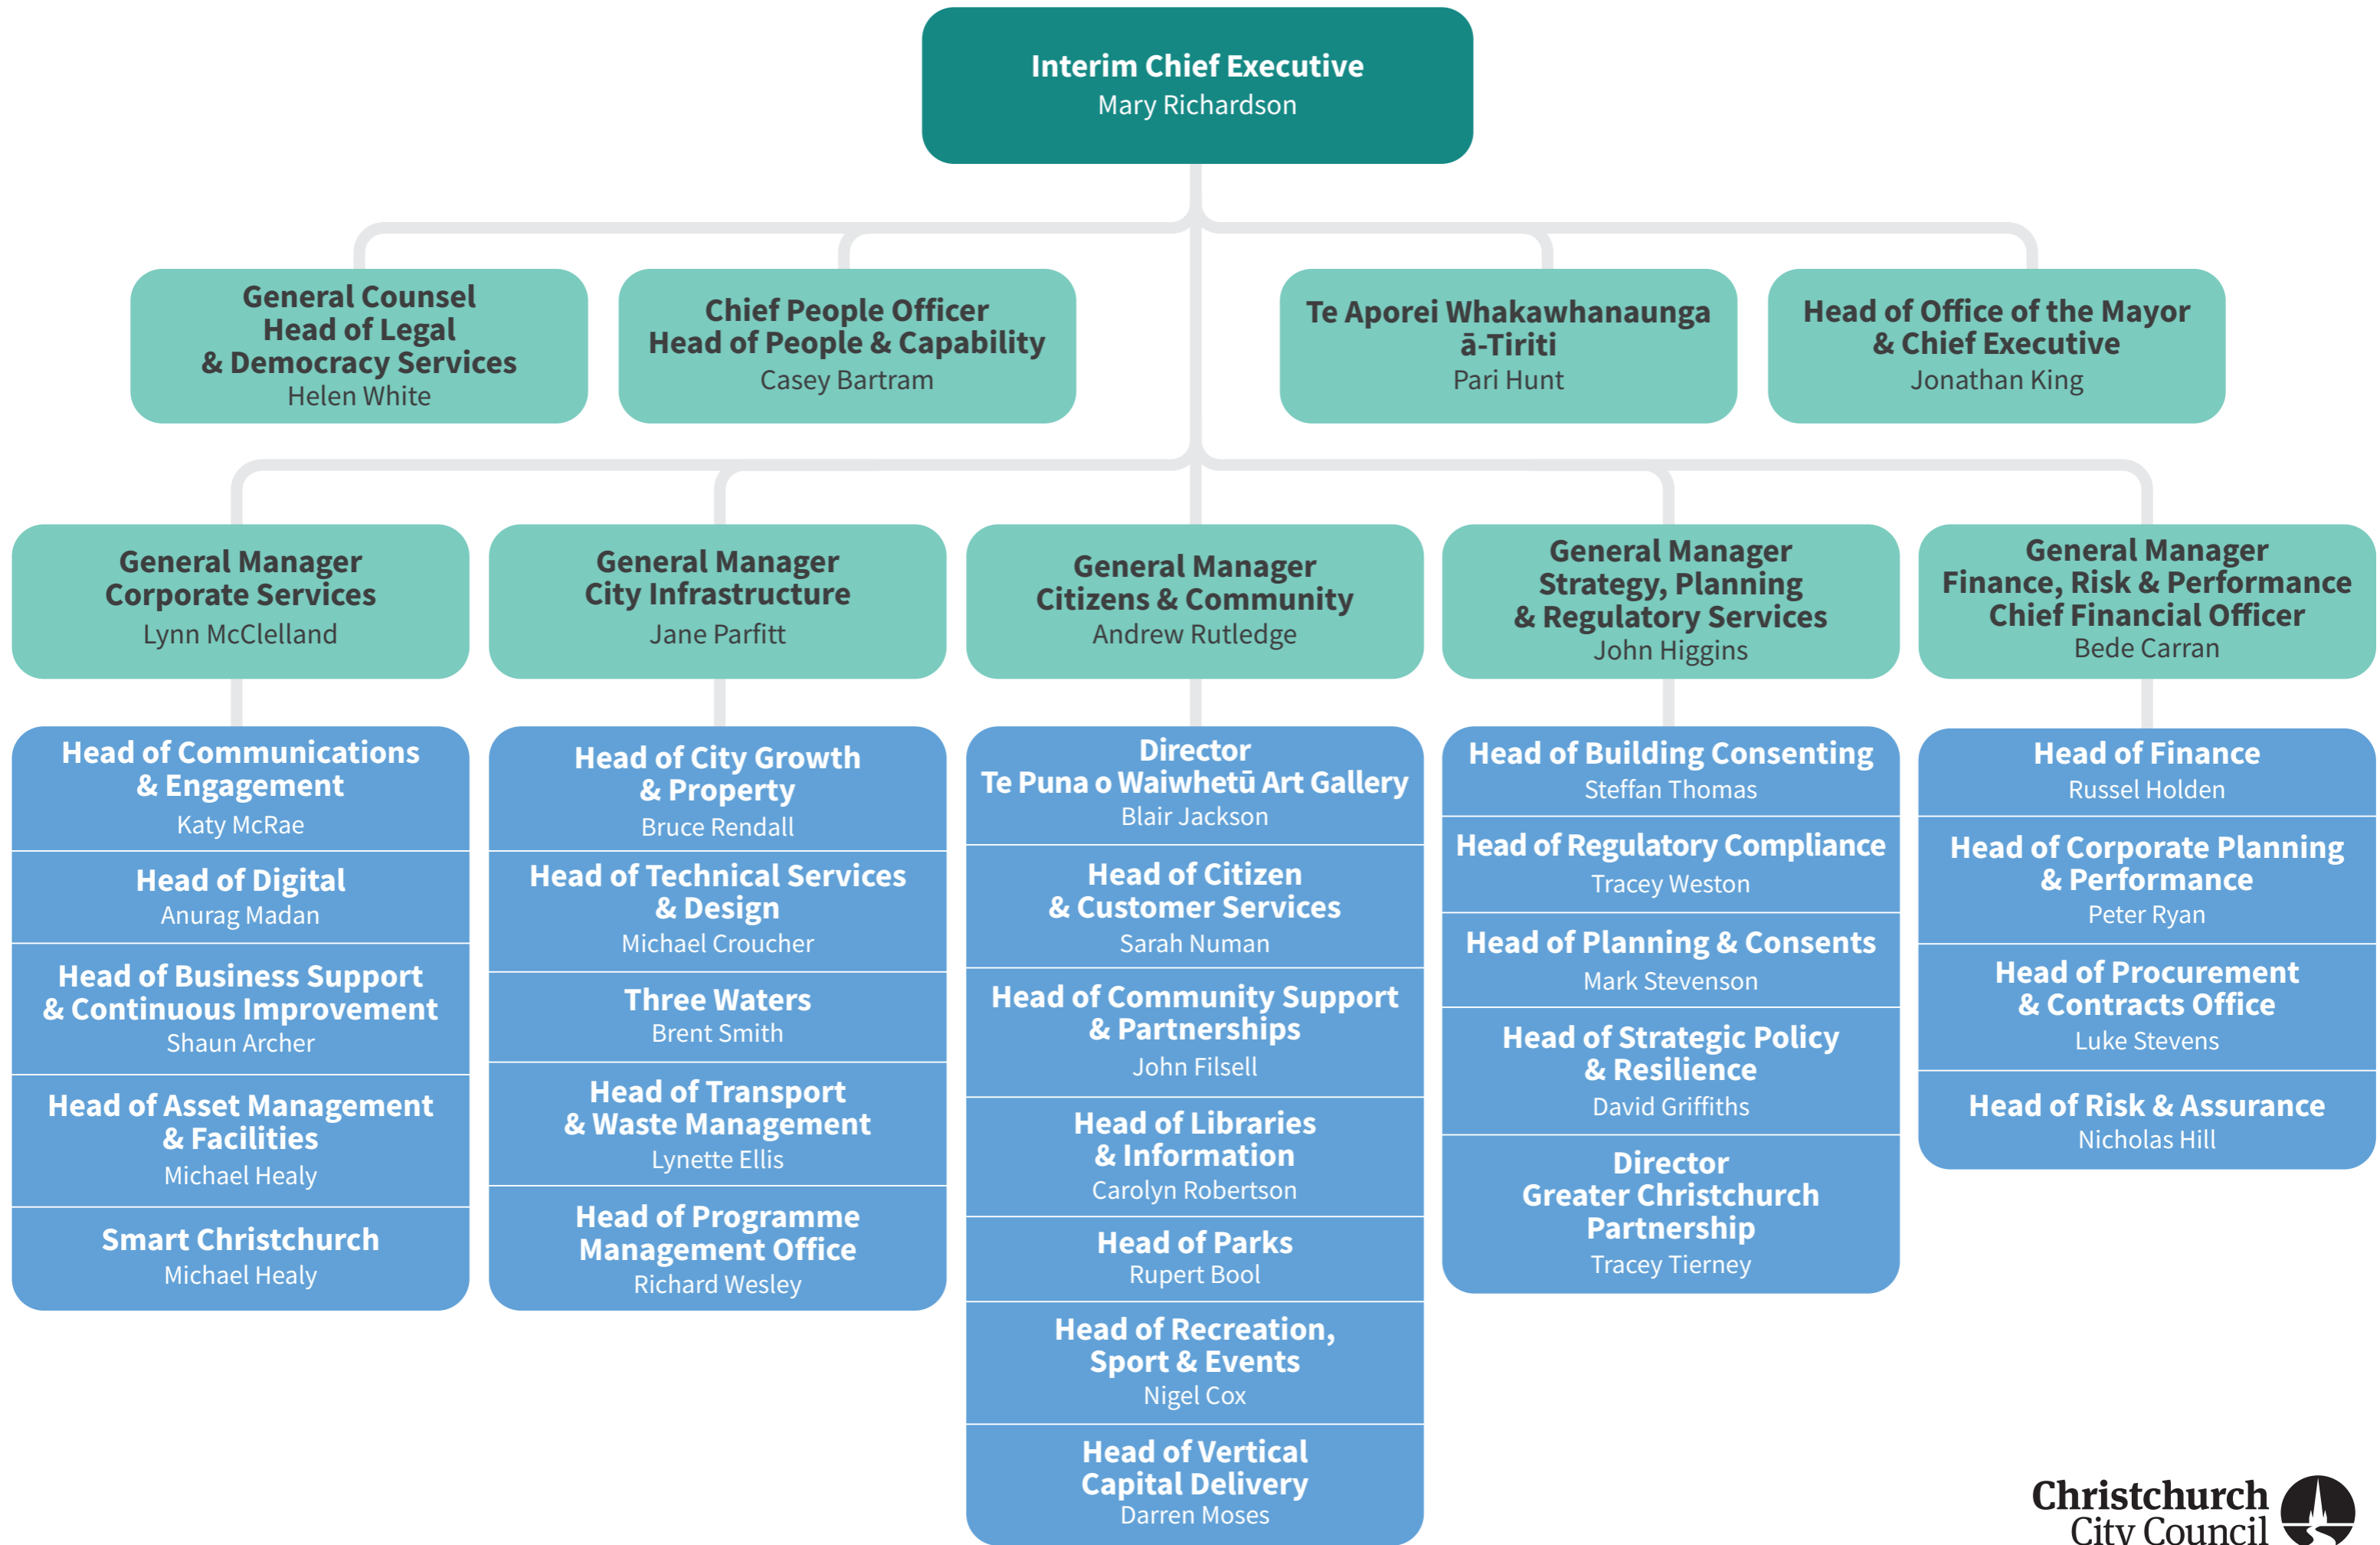 Interim Chief Executive
Mary Richardson
General Counsel
Head of Legal
& Democracy Services
Helen White
Chief People Officer
Head of People & Capability
Casey Bartram
Te Aporei Whakawhanaunga
ā-Tiriti
Pari Hunt
Head of Office of the Mayor
& Chief Executive
Jonathan King
General Manager
Corporate Services
Lynn McClelland
General Manager
City Infrastructure
Jane Parfitt
General Manager
Citizens & Community
Andrew Rutledge
General Manager
Strategy, Planning
& Regulatory Services
John Higgins
General Manager
Finance, Risk & Performance
Chief Financial Officer
Bede Carran
Head of Communications
& Engagement
Katy McRae
Head of Digital
Anurag Madan
Head of Business Support
& Continuous Improvement
Shaun Archer
Head of Asset Management
& Facilities
Michael Healy
Smart Christchurch
Michael Healy
Head of City Growth
& Property
Bruce Rendall
Head of Technical Services
& Design
Michael Croucher
Three Waters
Brent Smith
Head of Transport
& Waste Management
Lynette Ellis
Head of Programme
Management Office
Richard Wesley
Director
Te Puna o Waiwhetū Art Gallery
Blair Jackson
Head of Citizen
& Customer Services
Sarah Numan
Head of Community Support
& Partnerships
John Filsell
Head of Libraries
& Information
Carolyn Robertson
Head of Parks
Rupert Bool
Head of Recreation,
Sport & Events
Nigel Cox
Head of Vertical
Capital Delivery
Darren Moses
Head of Building Consenting
Steffan Thomas
Head of Regulatory Compliance
Tracey Weston
Head of Planning & Consents
Mark Stevenson
Head of Strategic Policy
& Resilience
David Griffiths
Director
Greater Christchurch
Partnership
Tracey Tierney
Head of Finance
Russel Holden
Head of Corporate Planning
& Performance
Peter Ryan
Head of Procurement
& Contracts Office
Luke Stevens
Head of Risk & Assurance
Nicholas Hill
Christchurch
City Council